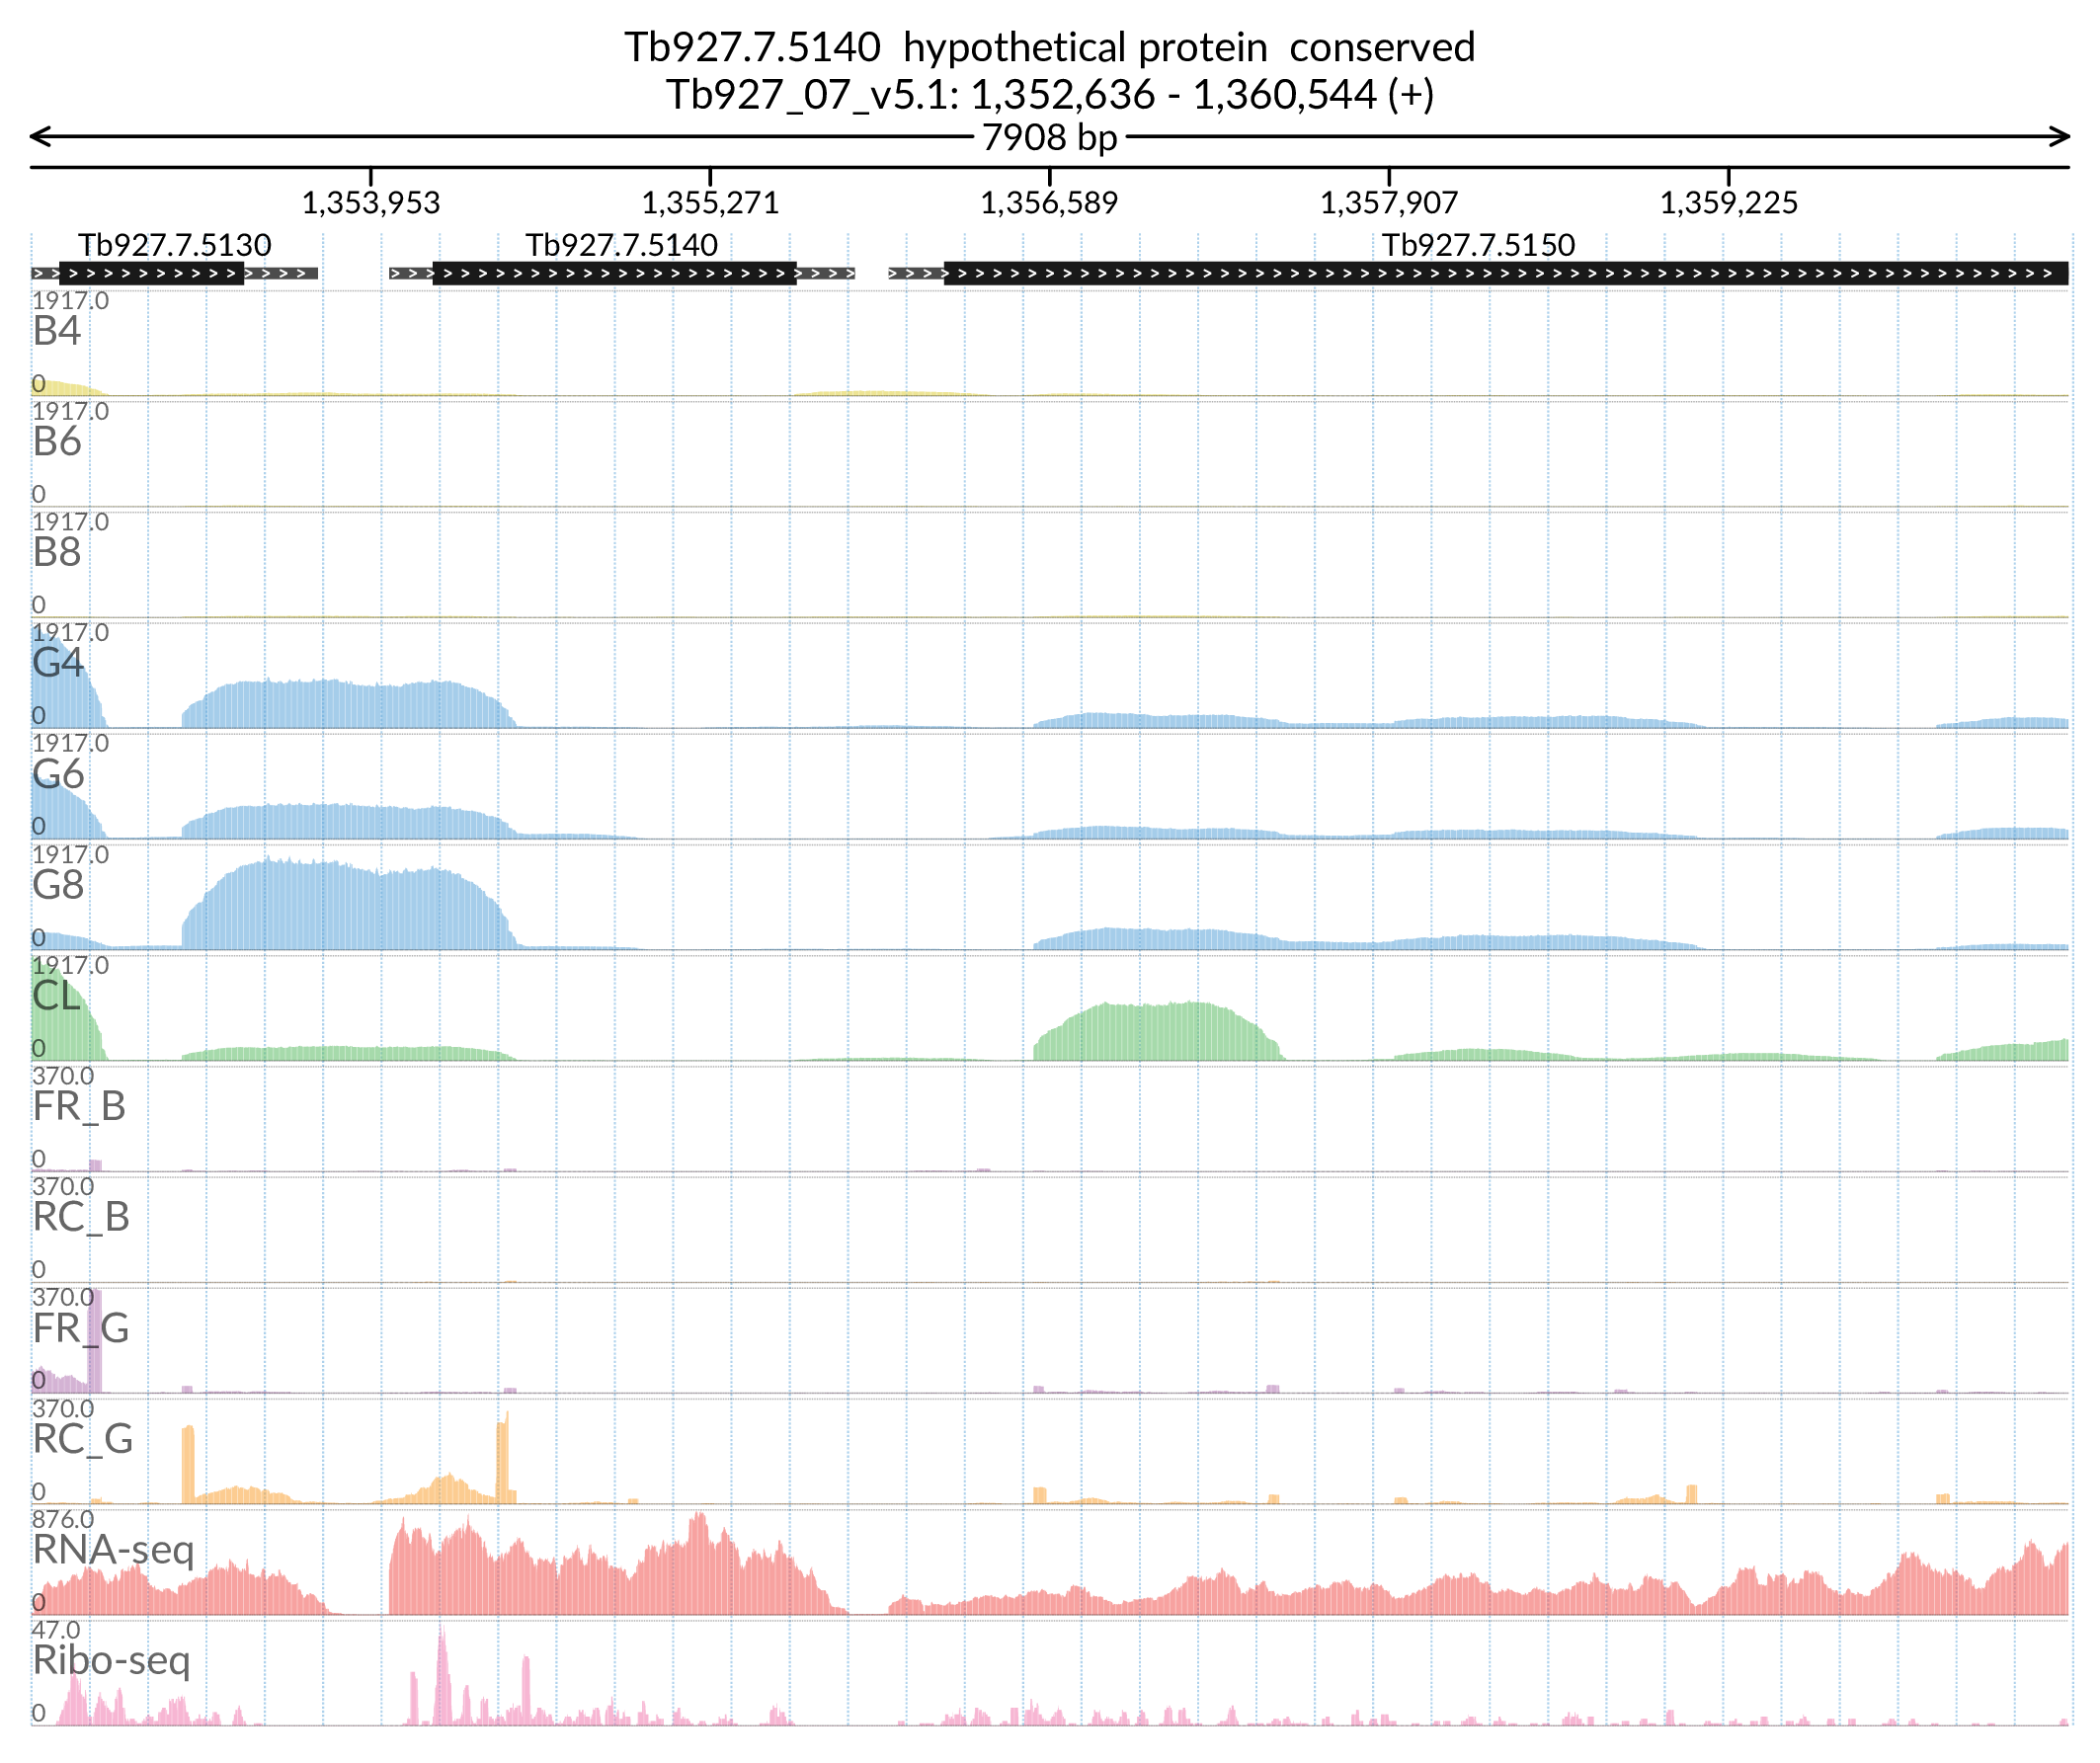 Tb927.7.5140 hypothetical protein conserved
Tb927_07_v5.1: 1,352,636 - 1,360,544 (+)
7908 bp
1,353,953 1,355,271 1,356,589 1,357,907 1,359,225
Tb927.7.5130 Tb927.7.5140 Tb927.7.5150
1917.0
B4
0
1917.0
B6
0
1917.0
B8
0
1917.0
G4
0
1917.0
G6
0
1917.0
G8
0
1917.0
CL
0
370.0
FR_B
0
370.0
RC_B
0
370.0
FR_G
0
370.0
RC_G
0
876.0
RNA-seq
0
47.0
Ribo-seq
0